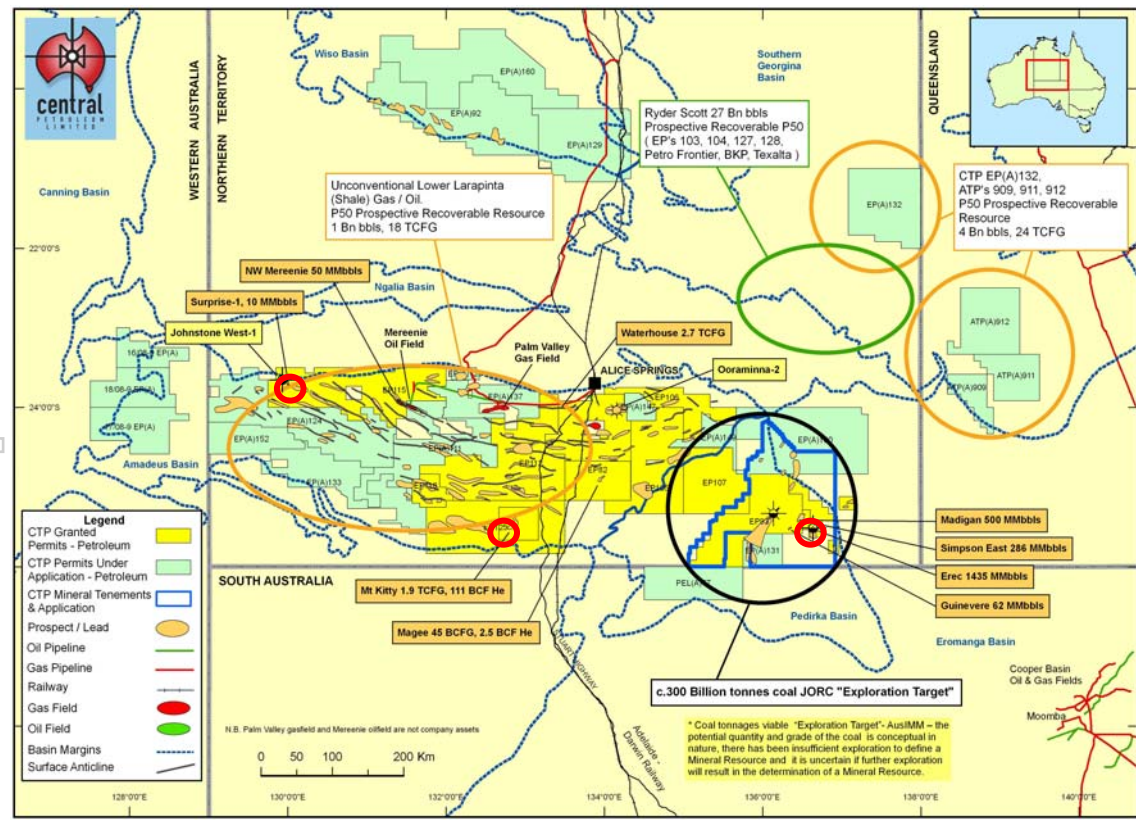 central
PETROLEUM
LIMITED
WESTERN AUSTRALIA
NORTHERN TERRITORY
QUEENSLAND
Wiso Basin
Southern
Georgina
Basin
EP(A)160
EP(A)92
EP(A)129
Canning Basin
Ryder Scott 27 Bn bbls
Prospective Recoverable P50
( EP's 103, 104, 127, 128,
Petro Frontier, BKP, Texalta )
CTP EP(A)132,
ATP's 909, 911, 912
P50 Prospective Recoverable
Resource
4 Bn bbls, 24 TCFG
EP(A)132
Unconventional Lower Larapinta
(Shale) Gas / Oil.
P50 Prospective Recoverable Resource
1 Bn bbls, 18 TCFG
22°0'0"S
NW Mereenie 50 MMbbls
Ngalia Basin
Surprise-1, 10 MMbbls
Johnstone West-1
Mereenie
Oil Field
Palm Valley
Gas Field
Waterhouse 2.7 TCFG
ALICE SPRINGS
Ooraminna-2
ATP(A)912
ATP(A)911
ATP(A)909
EP115
EP(A)137
24°0'0"S
EP(A)124
EP(A)152
EP(A)133
EP82
EP107
EP(A)131
Amadeus Basin
Legend
CTP Granted
Permits - Petroleum
CTP Permits Under
Application - Petroleum
CTP Mineral Tenements
& Application
Prospect / Lead
Oil Pipeline
Gas Pipeline
Railway
Gas Field
Oil Field
Basin Margins
Surface Anticline
SOUTH AUSTRALIA
Mt Kitty 1.9 TCFG, 111 BCF He
Magee 45 BCFG, 2.5 BCF He
Madigan 500 MMbbls
Simpson East 286 MMbbls
Erec 1435 MMbbls
Guinevere 62 MMbbls
Pedirka Basin
Eromanga Basin
STUART HIGHWAY
Adelaide -
Darwin Railway
c.300 Billion tonnes coal JORC "Exploration Target"
Cooper Basin
Oil & Gas Fields
Moomba
N.B. Palm Valley gasfield and Mereenie oilfield are not company assets
* Coal tonnages viable "Exploration Target"- AusIMM – the
potential quantity and grade of the coal is conceptual in
nature, there has been insufficient exploration to define a
Mineral Resource and it is uncertain if further exploration
will result in the determination of a Mineral Resource.
0 50 100 200 Km
128°0'0"E 130°0'0"E 132°0'0"E 134°0'0"E 136°0'0"E 138°0'0"E 140°0'0"E